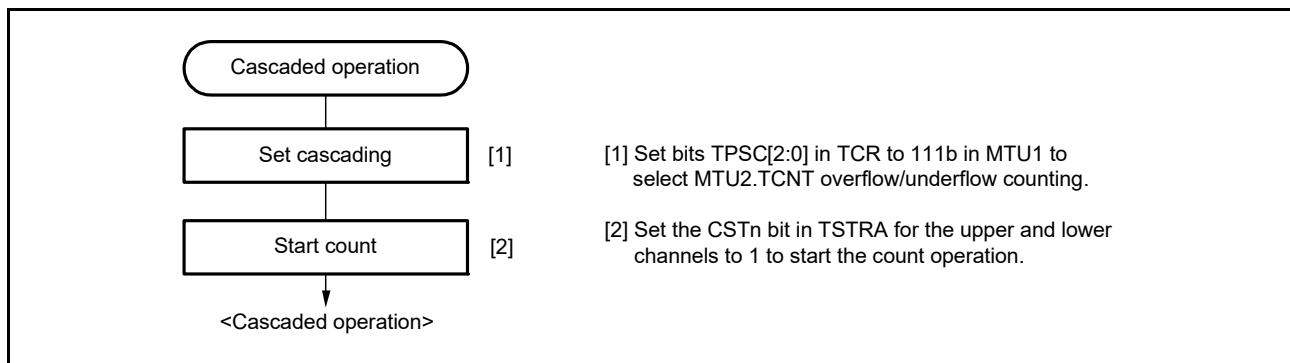 Cascaded operation
Set cascading
[1]
[1] Set bits TPSC[2:0] in TCR to 111b in MTU1 to
select MTU2.TCNT overflow/underflow counting.
Start count
[2]
[2] Set the CSTn bit in TSTRA for the upper and lower
channels to 1 to start the count operation.
<Cascaded operation>